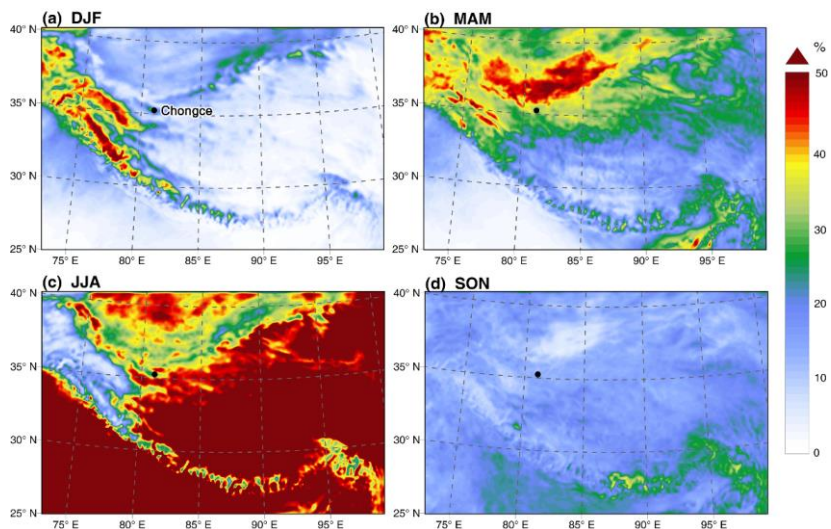 (a) DJF
(b) MAM
40° N
35° N
30° N
25° N
75° E 80° E 85° E 90° E 95° E
Chongce
40° N
35° N
30° N
25° N
75° E 80° E 85° E 90° E 95° E
(c) JJA
(d) SON
40° N
35° N
30° N
25° N
75° E 80° E 85° E 90° E 95° E
40° N
35° N
30° N
25° N
75° E 80° E 85° E 90° E 95° E
%
50
40
30
20
10
0